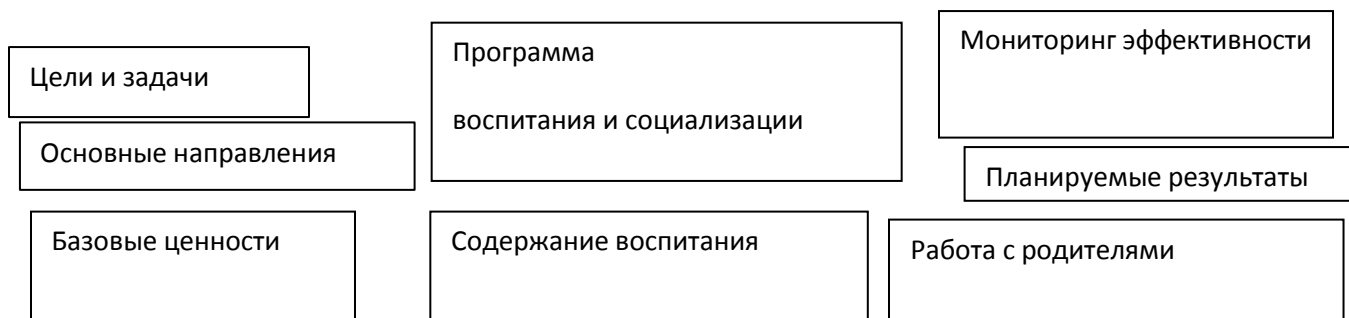 Цели и задачи
Основные направления
Базовые ценности
Программа
воспитания и социализации
Содержание воспитания
Мониторинг эффективности
Планируемые результаты
Работа с родителями